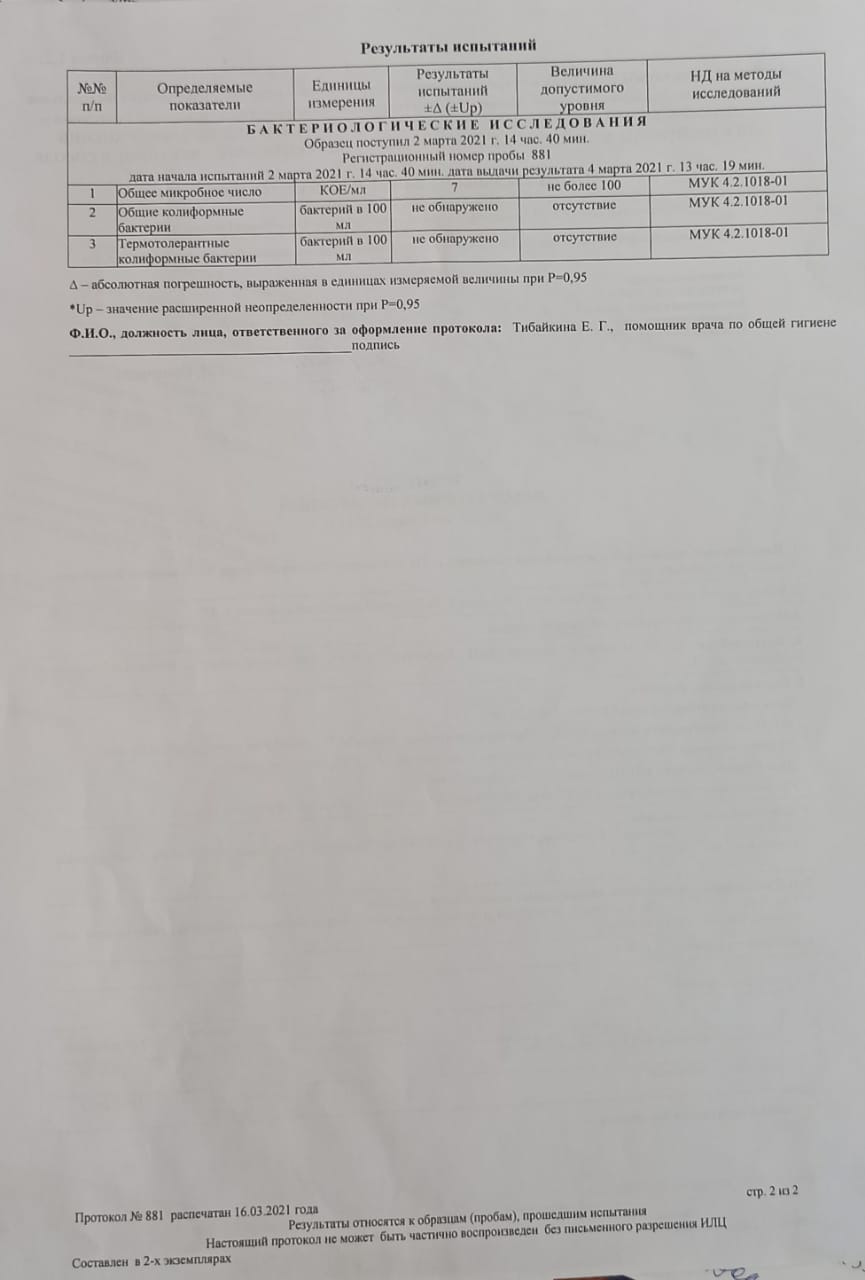 Результаты испытаний
№№ п/п Определяемые показатели Единицы измерения Результаты испытаний ±Δ (±Up) Величина допустимого уровня НД на методы исследований
БАКТЕРИОЛОГИЧЕСКИЕ ИССЛЕДОВАНИЯ
Образец поступил 2 марта 2021 г. 14 час. 40 мин.
Регистрационный номер пробы 881
дата начала испытаний 2 марта 2021 г. 14 час. 40 мин. дата выдачи результата 4 марта 2021 г. 13 час. 19 мин.
1 Общее микробное число КОЕ/мл 7 не более 100 МУК 4.2.1018-01
2 Общие колиформные бактерии бактерий в 100 мл не обнаружено отсутствие МУК 4.2.1018-01
3 Термотолерантные колиформные бактерии бактерий в 100 мл не обнаружено отсутствие МУК 4.2.1018-01
Δ – абсолютная погрешность, выраженная в единицах измеряемой величины при P=0,95
*Up – значение расширенной неопределенности при P=0,95
Ф.И.О., должность лица, ответственного за оформление протокола: Тибайкина Е. Г., помощник врача по общей гигиене
подпись
стр. 2 из 2
Протокол № 881 распечатан 16.03.2021 года
Результаты относятся к образцам (пробам), прошедшим испытания
Настоящий протокол не может быть частично воспроизведен без письменного разрешения ИЛЦ
Составлен в 2-х экземплярах